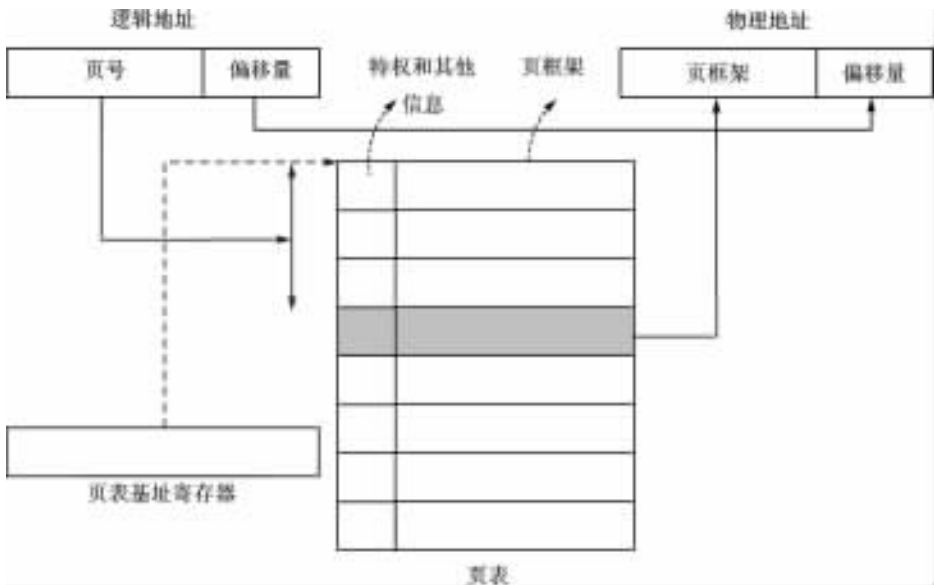 逻辑地址
物理地址
页号
偏移量
特权和其他
信息
页框架
页框架
偏移量
页表基址寄存器
页表